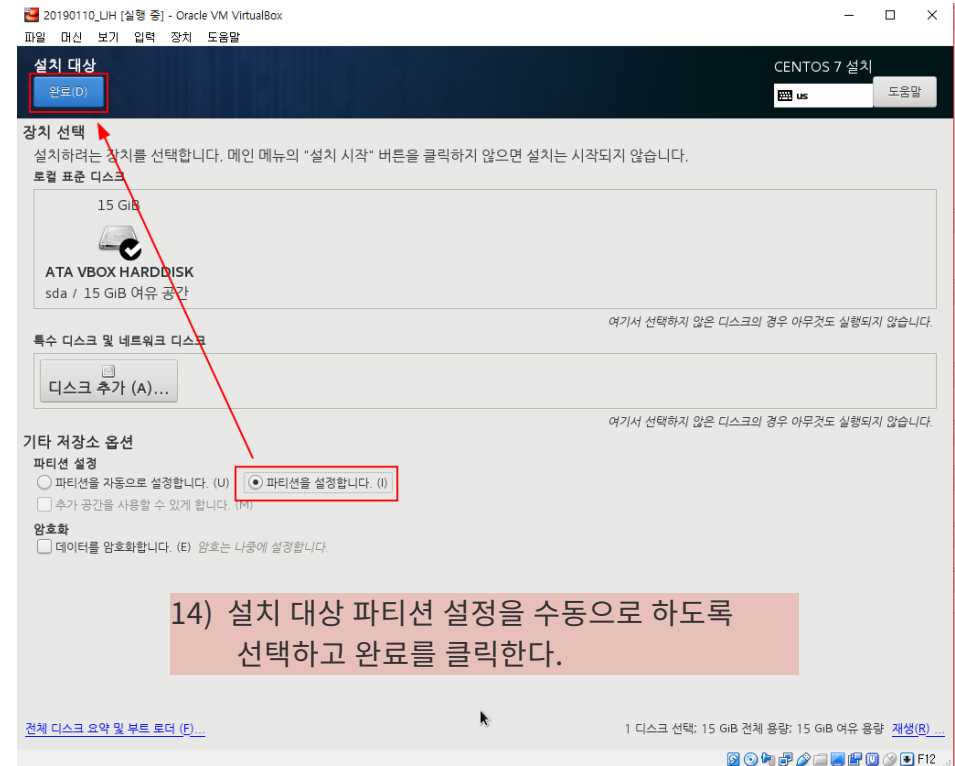 20190110_LJH [실행 중] - Oracle VM VirtualBox
파일 머신 보기 입력 장치 도움말
설치 대상
CENTOS 7 설치
완료(D)
us
도움말
장치 선택
설치하려는 장치를 선택합니다. 메인 메뉴의 "설치 시작" 버튼을 클릭하지 않으면 설치는 시작되지 않습니다.
로컬 표준 디스크
15 GiB
ATA VBOX HARDDISK
sda / 15 GiB 여유 공간
여기서 선택하지 않은 디스크의 경우 아무것도 실행되지 않습니다.
특수 디스크 및 네트워크 디스크
디스크 추가 (A)...
여기서 선택하지 않은 디스크의 경우 아무것도 실행되지 않습니다.
기타 저장소 옵션
파티션 설정
파티션을 자동으로 설정합니다. (U) 파티션을 설정합니다. (I)
추가 공간을 사용할 수 있게 합니다. (M)
암호화
데이터를 암호화합니다. (E) 암호는 나중에 설정합니다.
14) 설치 대상 파티션 설정을 수동으로 하도록
선택하고 완료를 클릭한다.
전체 디스크 요약 및 부트 로더 (F)...
1 디스크 선택; 15 GiB 전체 용량; 15 GiB 여유 용량 재생(R) ...
F12